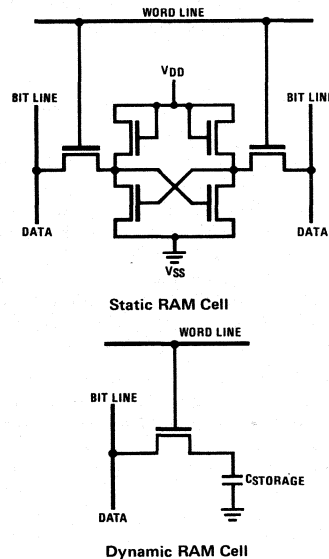 WORD LINE
VDD
BIT LINE
BIT LINE
DATA
DATA
VSS
Static RAM Cell
WORD LINE
BIT LINE
CSTORAGE
DATA
Dynamic RAM Cell